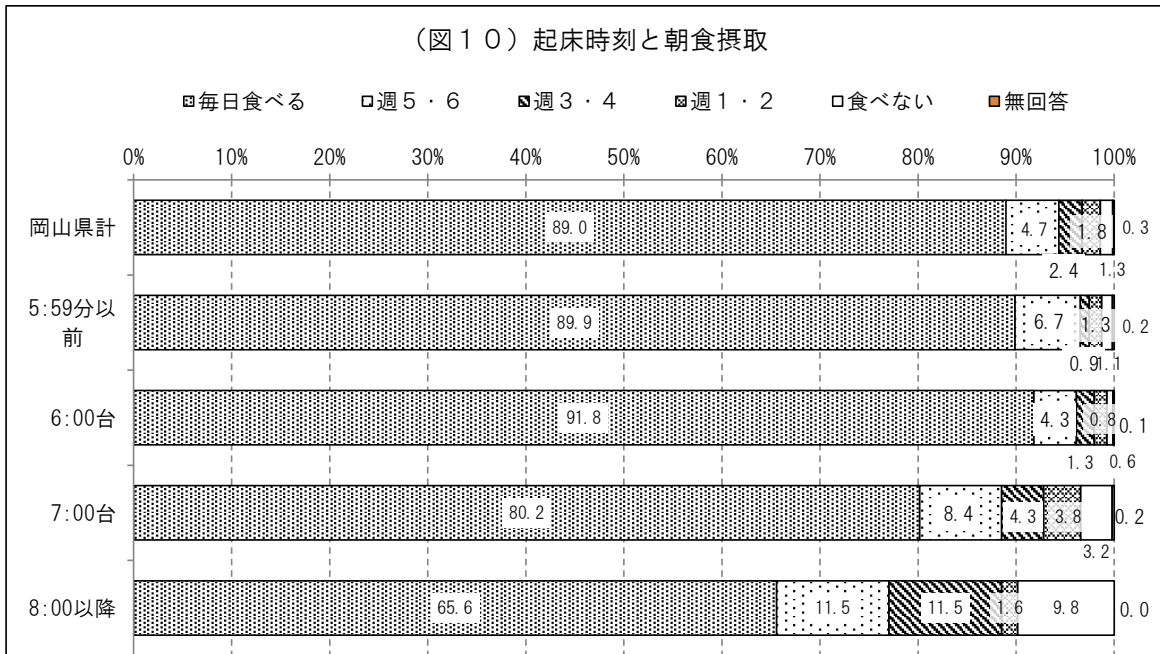 （図１０）起床時刻と朝食摂取
毎日食べる 週５・６ 週３・４ 週１・２ 食べない 無回答
0% 10% 20% 30% 40% 50% 60% 70% 80% 90% 100%
岡山県計 89.0 4.7 1.8 0.3
2.4 1.3
5:59分以
前
89.9 6.7 1.3 0.2
0.9 1.1
6:00台 91.8 4.3 0.8 0.1
1.3 0.6
7:00台 80.2 8.4 4.3 3.8 0.2
3.2
8:00以降 65.6 11.5 11.5 1.6 9.8 0.0